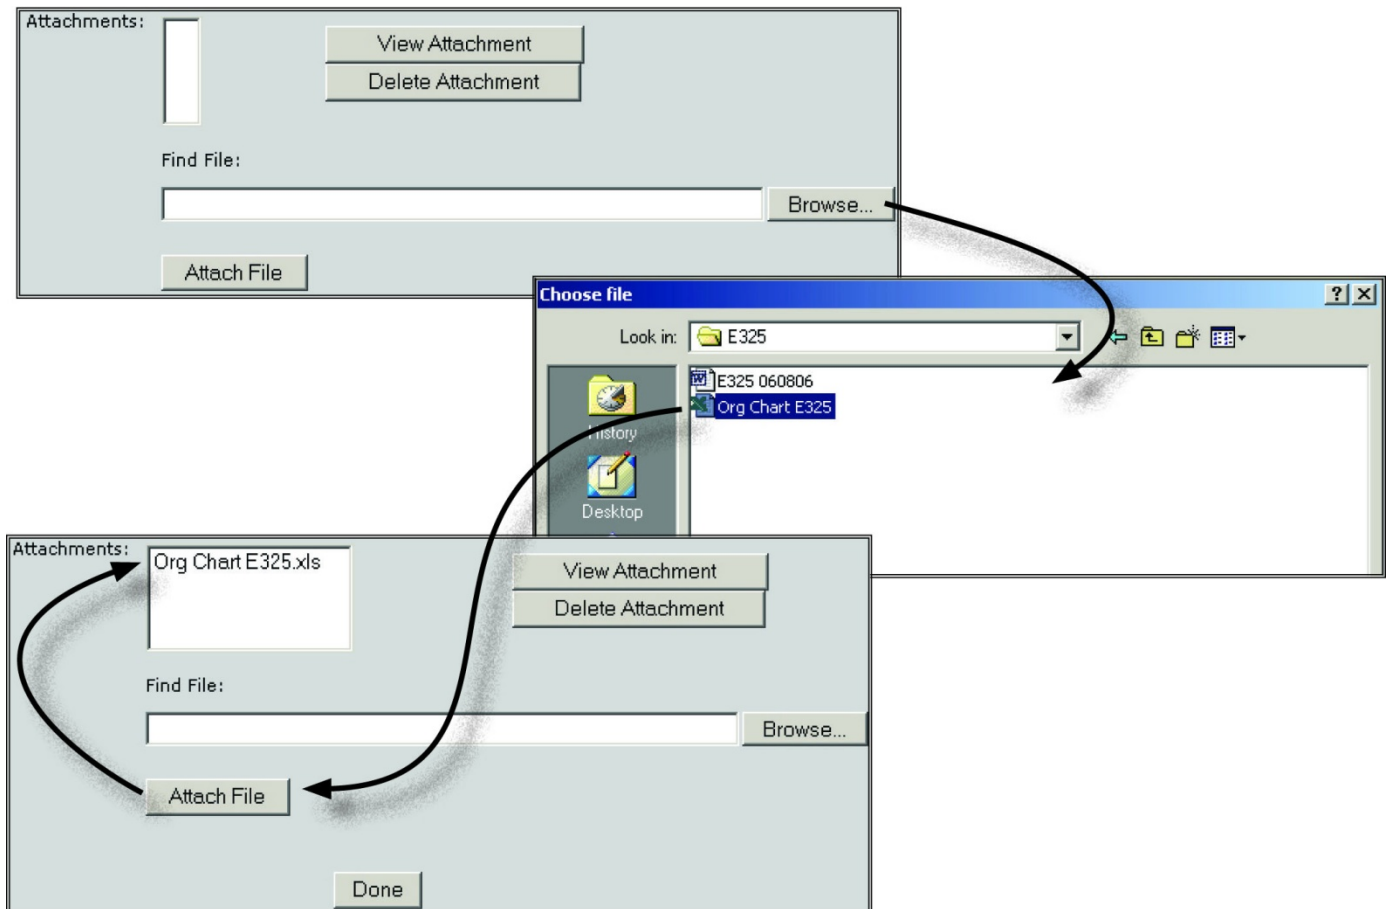 Attachments:
View Attachment
Delete Attachment
Find File:
Browse...
Attach File
Choose file
Look in: E325
E325 060806
Org Chart E325
History
Desktop
Attachments:
Org Chart E325.xls
View Attachment
Delete Attachment
Find File:
Browse...
Attach File
Done